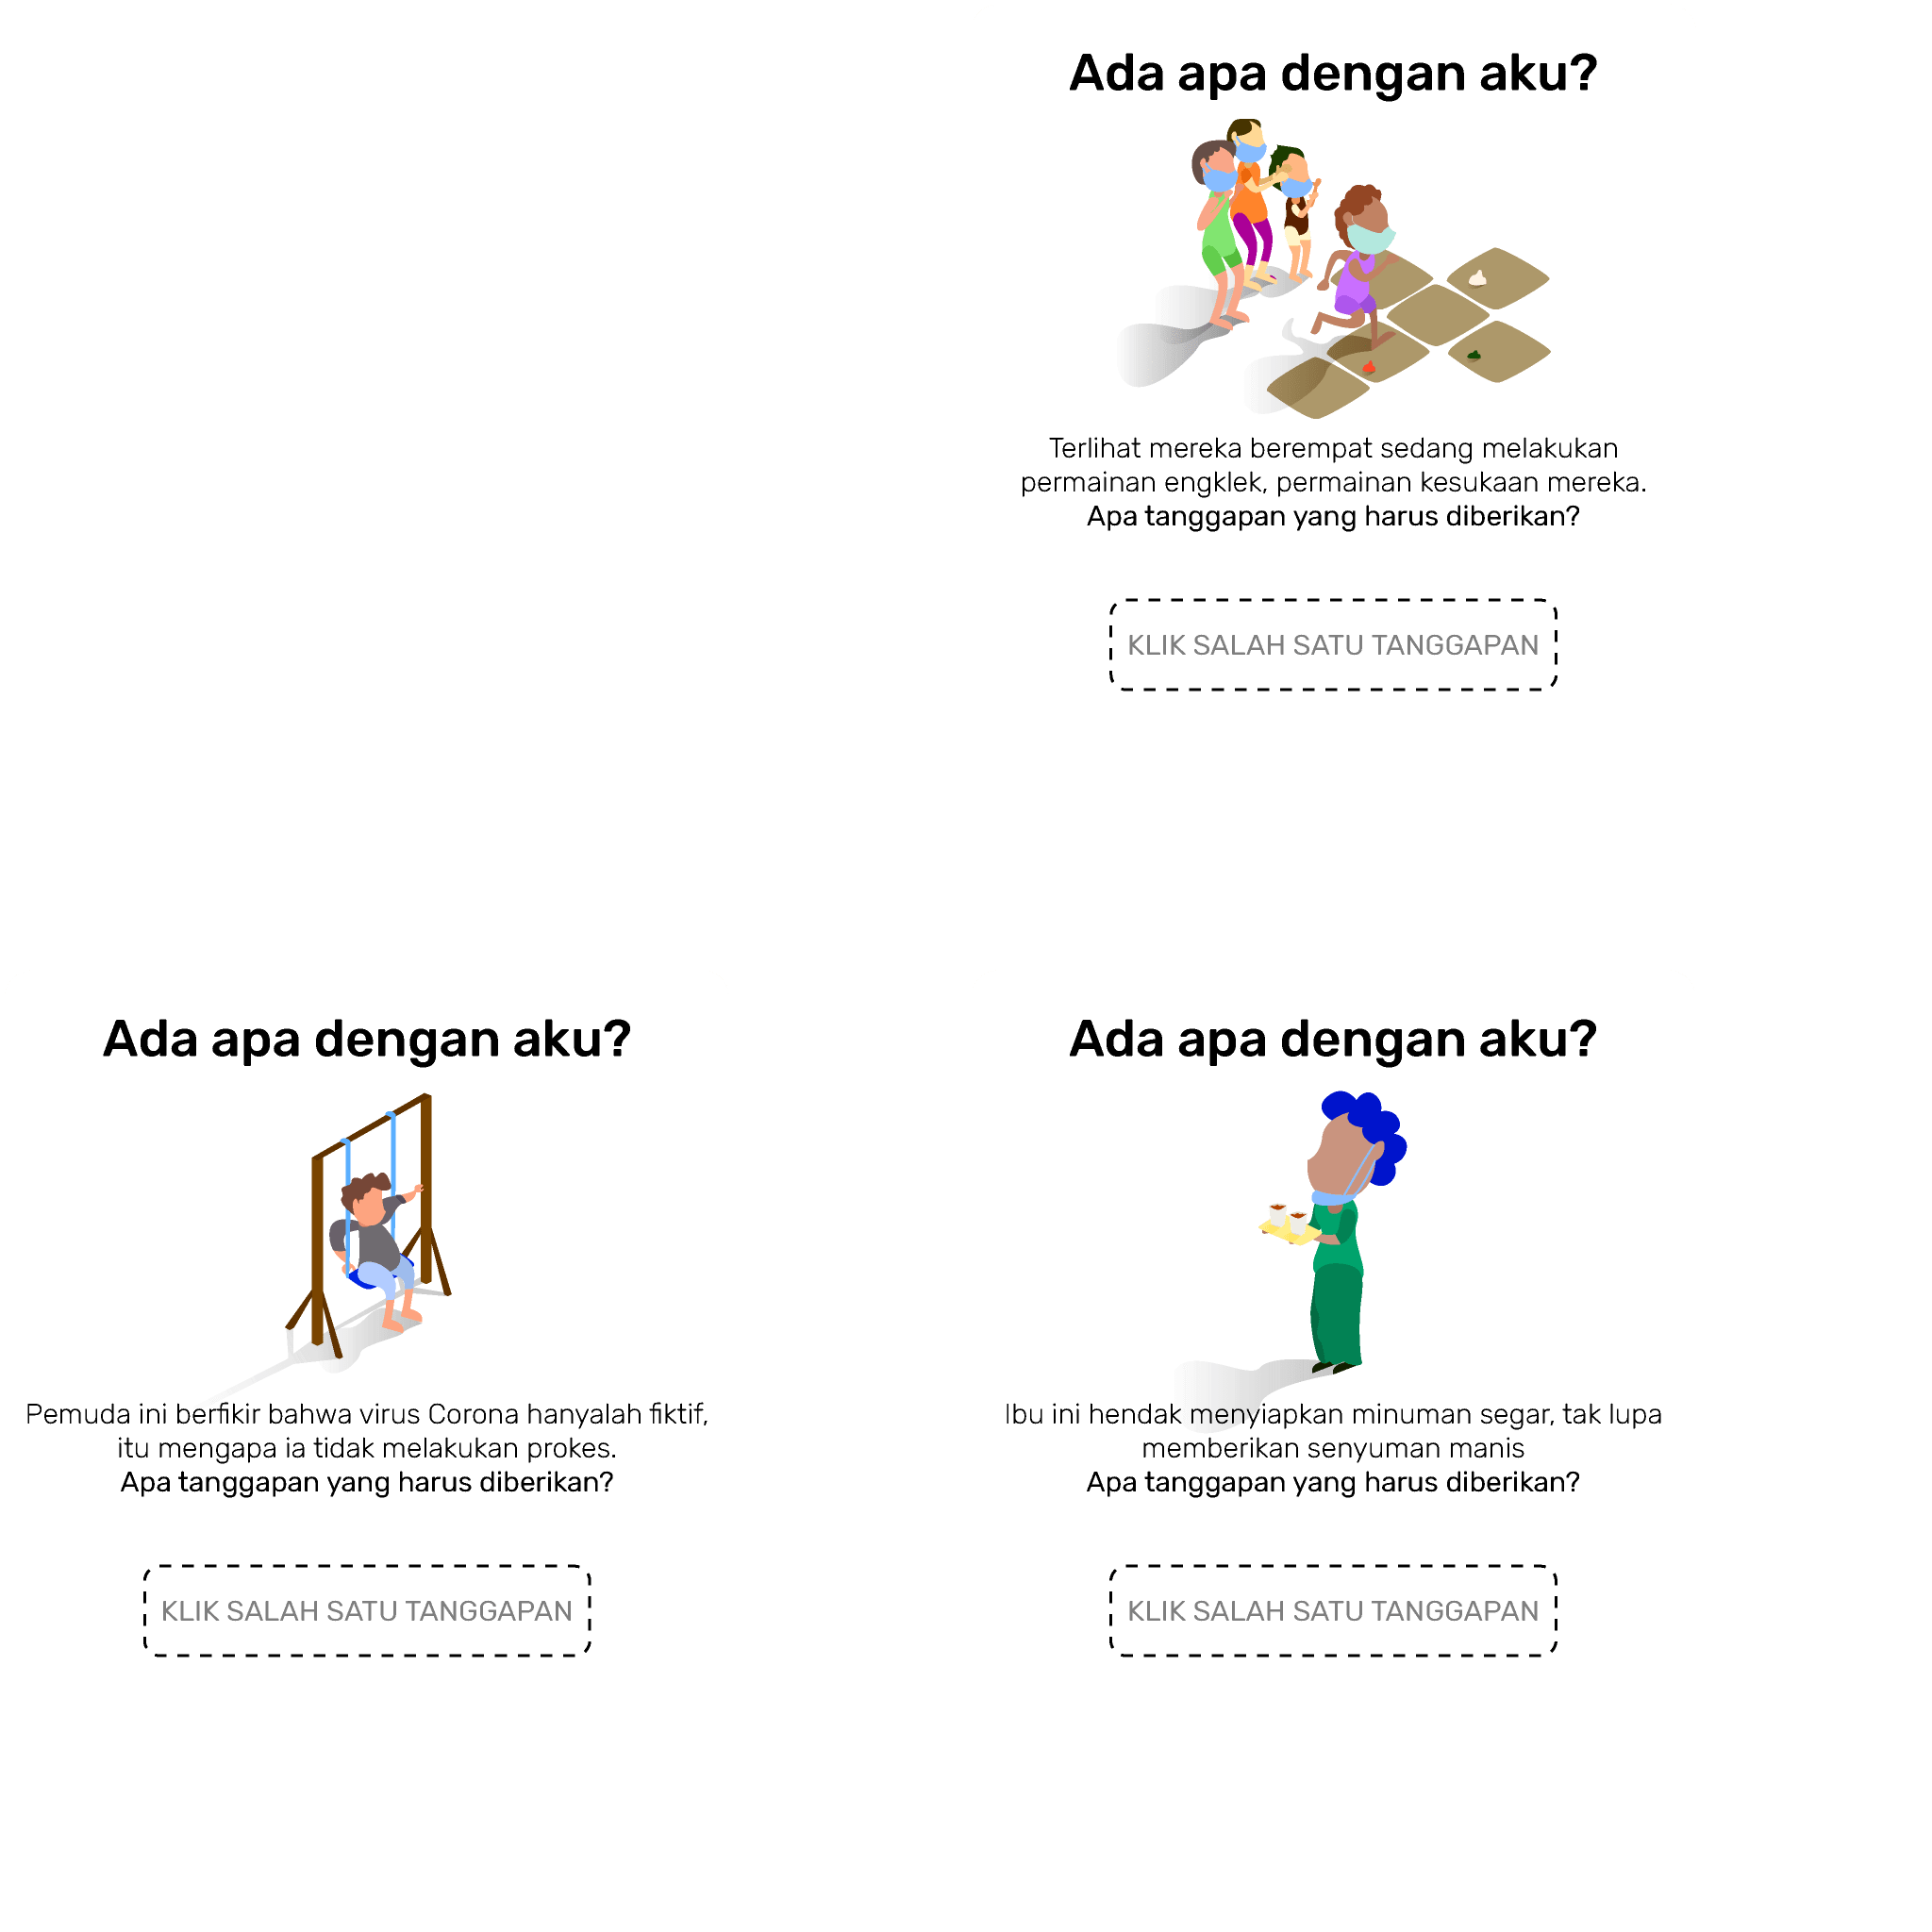 Ada apa dengan aku?
Terlihat mereka berempat sedang melakukan
permainan engklek, permainan kesukaan mereka.
Apa tanggapan yang harus diberikan?
KLIK SALAH SATU TANGGAPAN
Ada apa dengan aku?
Pemuda ini berfikir bahwa virus Corona hanyalah fiktif,
itu mengapa ia tidak melakukan prokes.
Apa tanggapan yang harus diberikan?
KLIK SALAH SATU TANGGAPAN
Ada apa dengan aku?
Ibu ini hendak menyiapkan minuman segar, tak lupa
memberikan senyuman manis
Apa tanggapan yang harus diberikan?
KLIK SALAH SATU TANGGAPAN